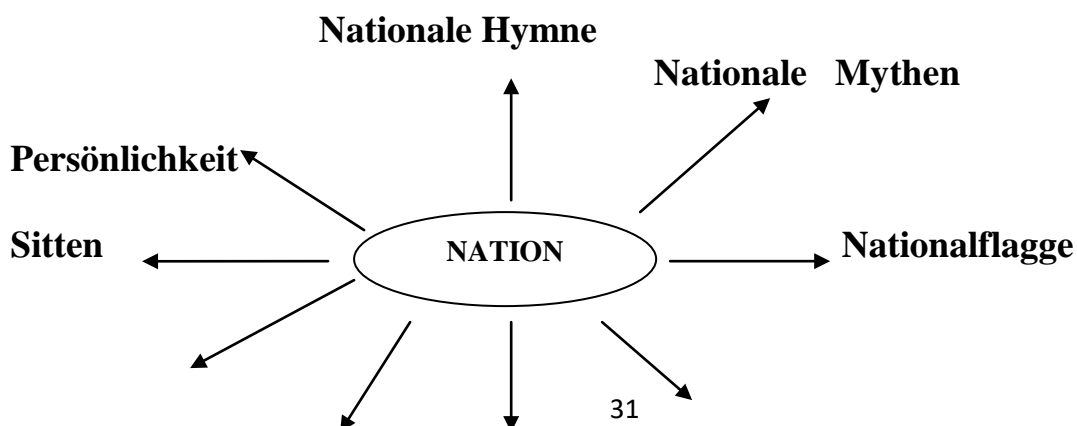 Nationale Hymne
Nationale Mythen
Persönlichkeit
Sitten
NATION
Nationalflagge
31